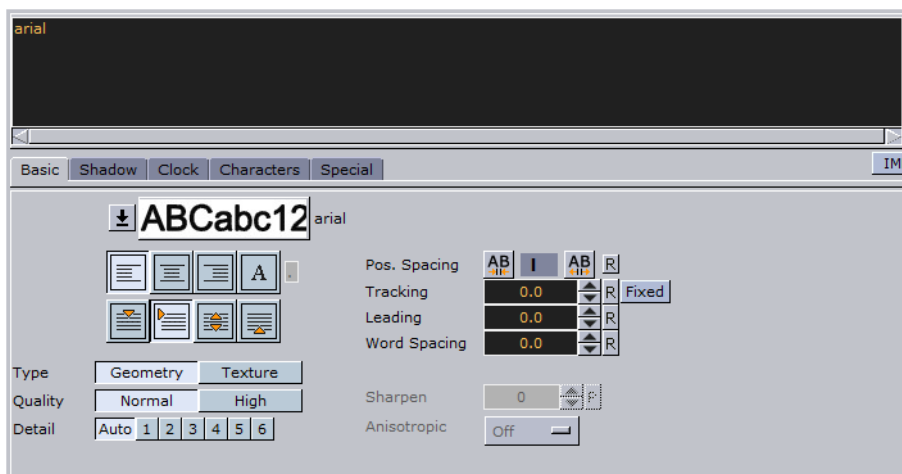 arial
Basic Shadow Clock Characters Special IM
ABCabc12 arial
A .
Pos. Spacing AB I AB R
Tracking 0.0 R Fixed
Leading 0.0 R
Word Spacing 0.0 R
Type Geometry Texture
Quality Normal High
Sharpen 0
Detail Auto 1 2 3 4 5 6
Anisotropic Off